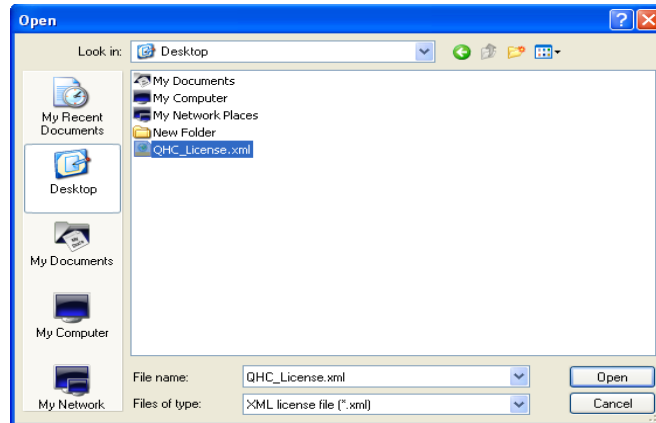 Open
Look in:
Desktop
My Recent
Documents
Desktop
My Documents
My Computer
My Network
My Documents
My Computer
My Network Places
New Folder
QHC_License.xml
File name:
QHC_License.xml
Open
Files of type:
XML license file (*.xml)
Cancel